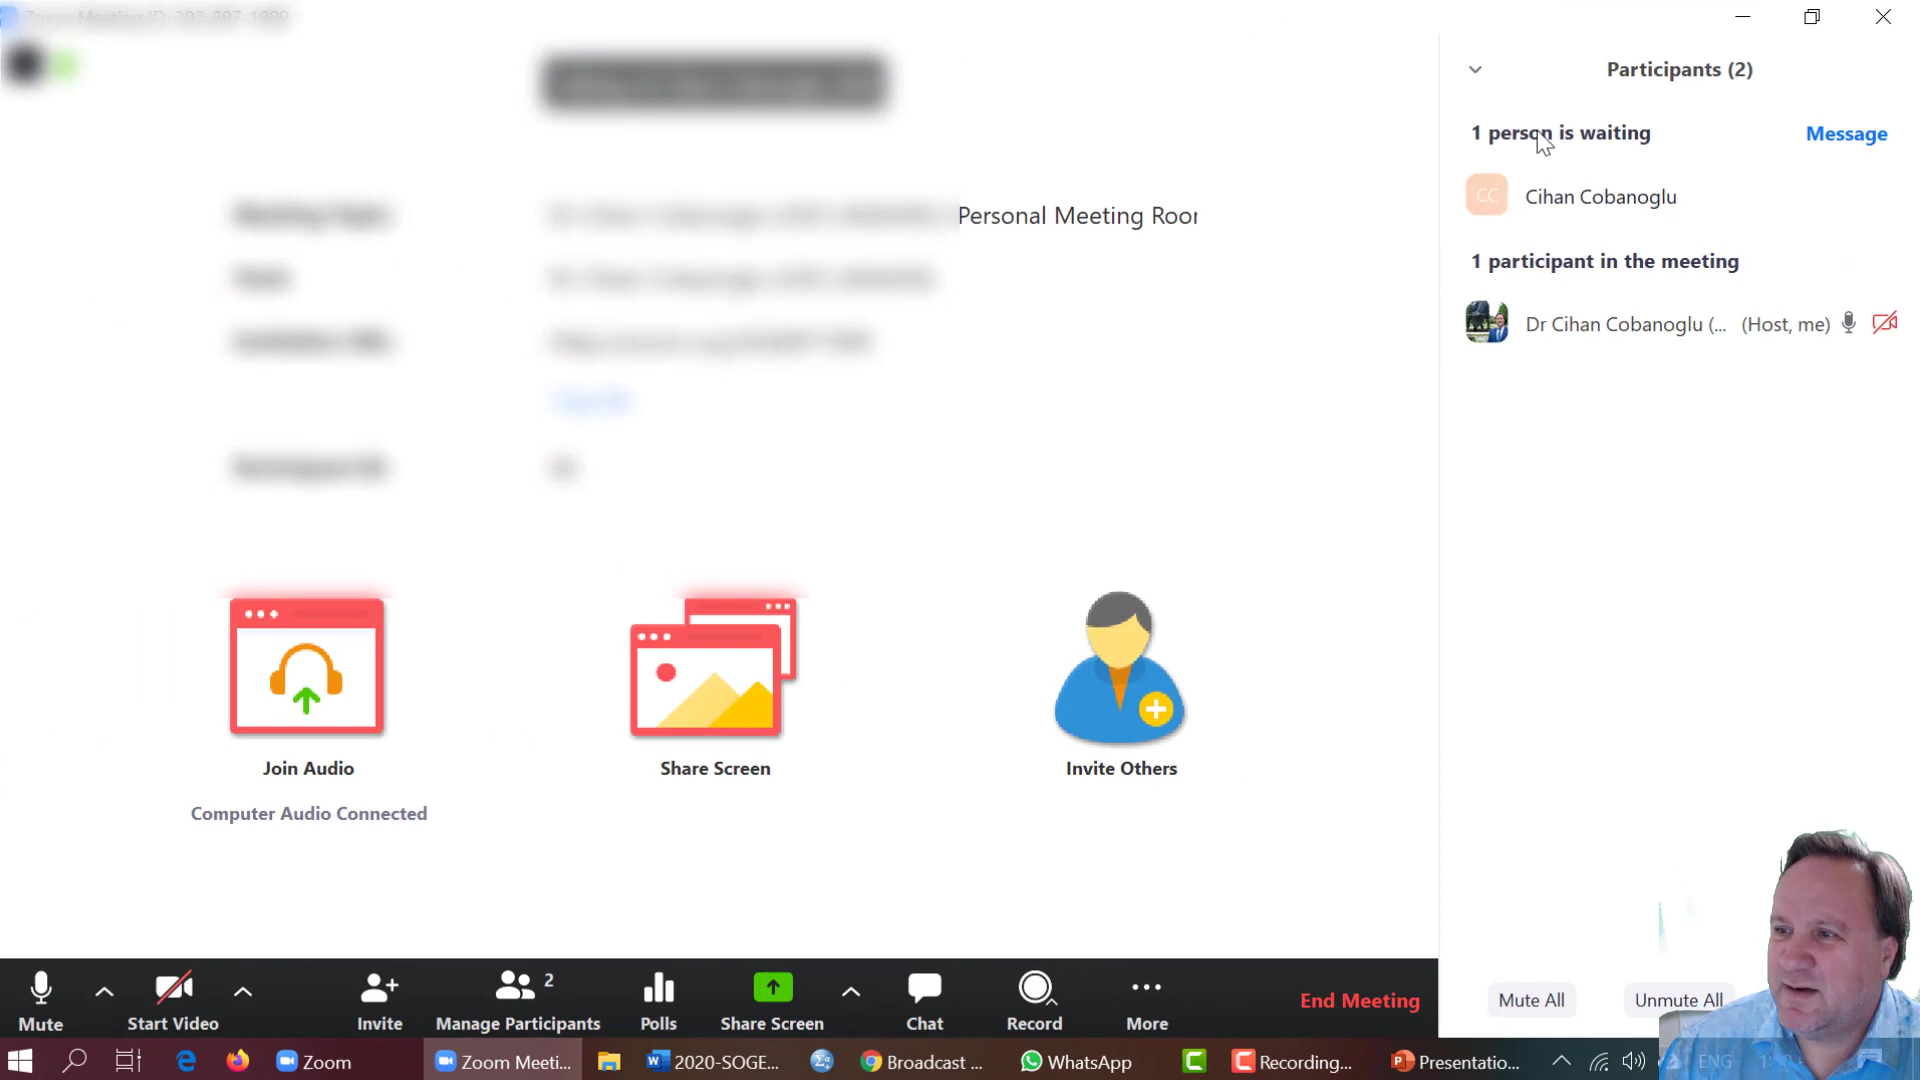 Participants (2)
1 person is waiting
Message
CC
Cihan Cobanoglu
Personal Meeting Roor
1 participant in the meeting
Dr Cihan Cobanoglu (... (Host, me)
Join Audio
Share Screen
Invite Others
Computer Audio Connected
2
Mute
Start Video
Invite
Manage Participants
Polls
Share Screen
Chat
Record
More
End Meeting
Mute All
Unmute All
Zoom
Zoom Meeti...
2020-SOGE...
Broadcast ...
WhatsApp
Recording...
Presentatio...
ENG